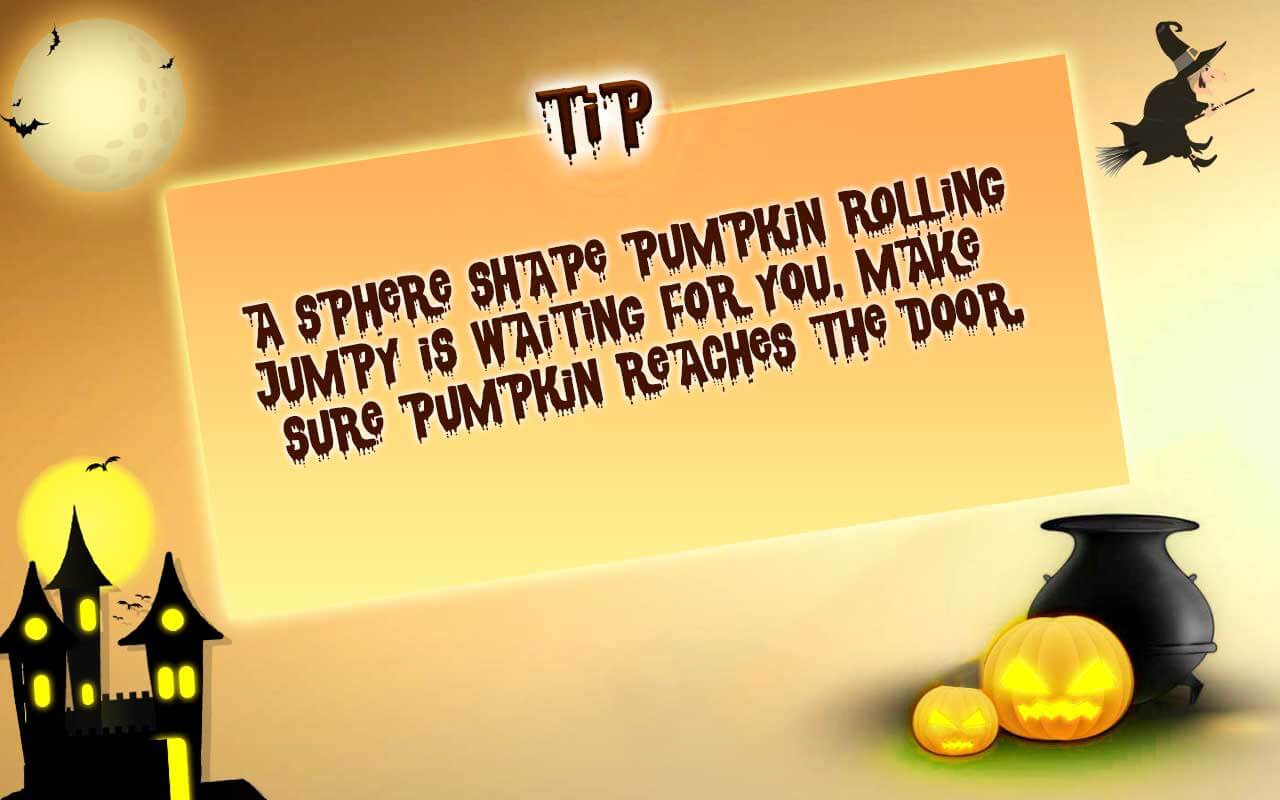 TiP
A SPHeRe SHAPe PUMPKiN ROLLiNG
JUMPY iS WAiTiNG FOR YOU. MAKe
SURe PUMPKiN ReACHeS THe DOOR.